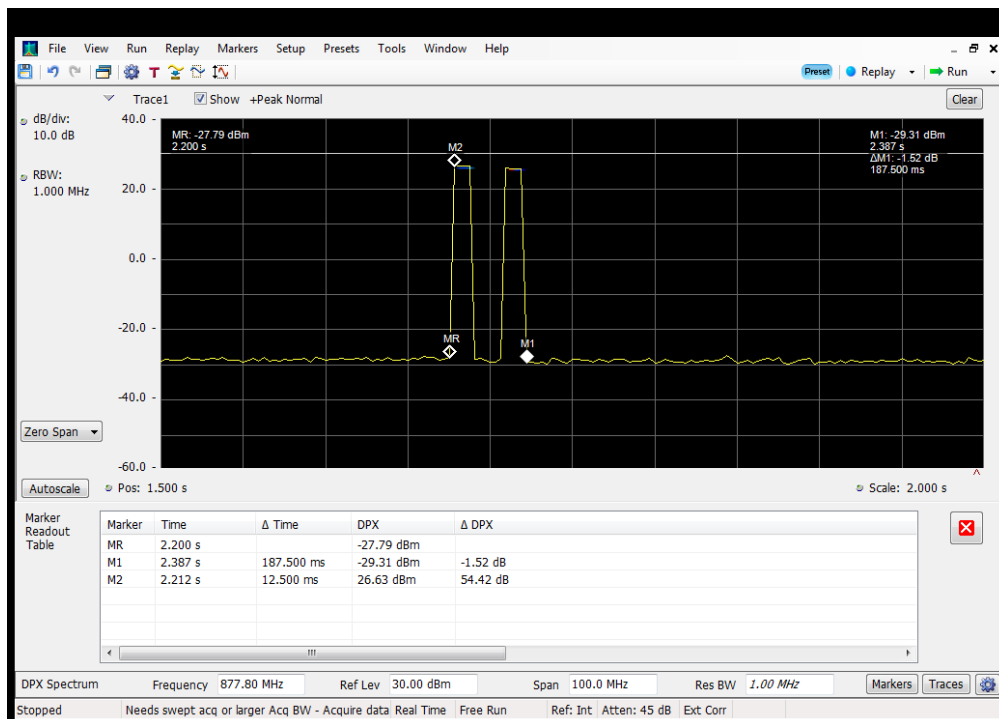 File View Run Replay Markers Setup Presets Tools Window Help
T Preset Replay Run
Trace1 Show +Peak Normal Clear
dB/div:
10.0 dB
RBW:
1.000 MHz
40.0 -
20.0 -
0.0 -
-20.0 -
-40.0 -
-60.0 -
MR: -27.79 dBm
2.200 s
M1: -29.31 dBm
2.387 s
ΔM1: -1.52 dB
187.500 ms
M2
MR
M1
Zero Span
Autoscale Pos: 1.500 s Scale: 2.000 s
Marker
Readout
Table
Marker Time Δ Time DPX Δ DPX
MR 2.200 s -27.79 dBm
M1 2.387 s 187.500 ms -29.31 dBm -1.52 dB
M2 2.212 s 12.500 ms 26.63 dBm 54.42 dB
DPX Spectrum Frequency 877.80 MHz Ref Lev 30.00 dBm Span 100.0 MHz Res BW 1.00 MHz Markers Traces
Stopped Needs swept acq or larger Acq BW - Acquire data Real Time Free Run Ref: Int Atten: 45 dB Ext Corr